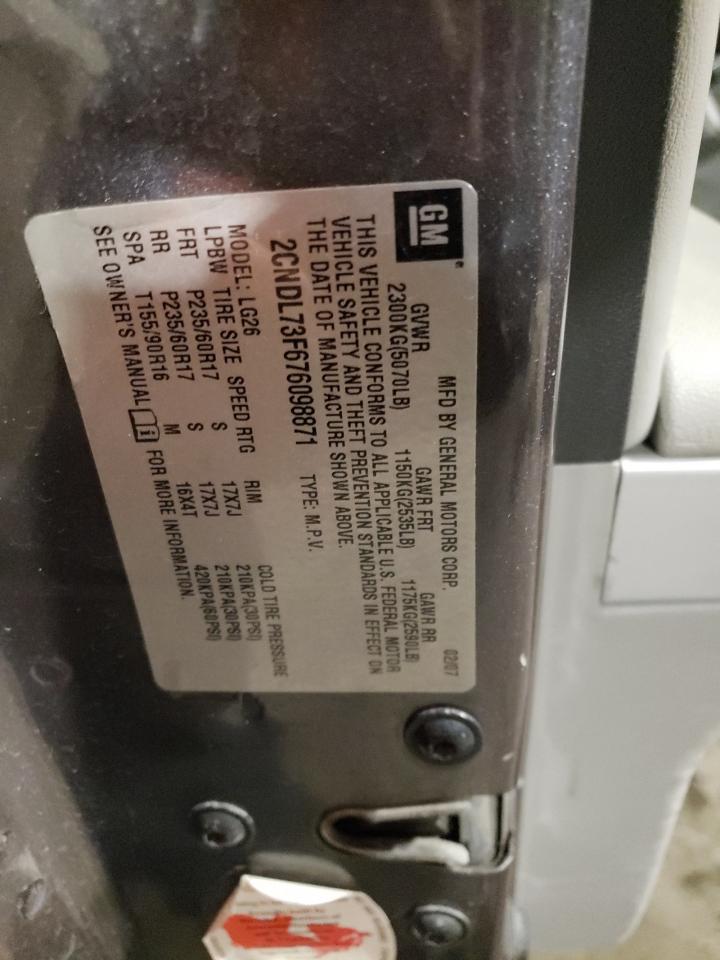 GM
MFD BY GENERAL MOTORS CORP. 02/07
GVWR GAWR FRT GAWR RR
2300KG(5070LB) 1150KG(2535LB) 1175KG(2590LB)
THIS VEHICLE CONFORMS TO ALL APPLICABLE U.S. FEDERAL MOTOR
VEHICLE SAFETY AND THEFT PREVENTION STANDARDS IN EFFECT ON
THE DATE OF MANUFACTURE SHOWN ABOVE.
2CNDL73F676098871 TYPE: M.P.V.
MODEL: LG26
LPBW TIRE SIZE SPEED RTG RIM COLD TIRE PRESSURE
FRT P235/60R17 S 17X7J 210KPA(30PSI)
RR P235/60R17 S 17X7J 210KPA(30PSI)
SPA T155/90R16 M 16X4T 420KPA(60PSI)
SEE OWNER'S MANUAL FOR MORE INFORMATION.